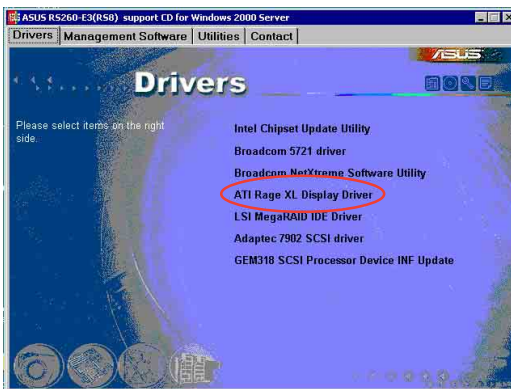 ASUS RS260-E3(RS8) support CD for Windows 2000 Server
Drivers Management Software Utilities Contact
ASUS
Drivers
Please select items on the right
side.
Intel Chipset Update Utility
Broadcom 5721 driver
Broadcom NetXtreme Software Utility
ATI Rage XL Display Driver
LSI MegaRAID IDE Driver
Adaptec 7902 SCSI driver
GEM318 SCSI Processor Device INF Update